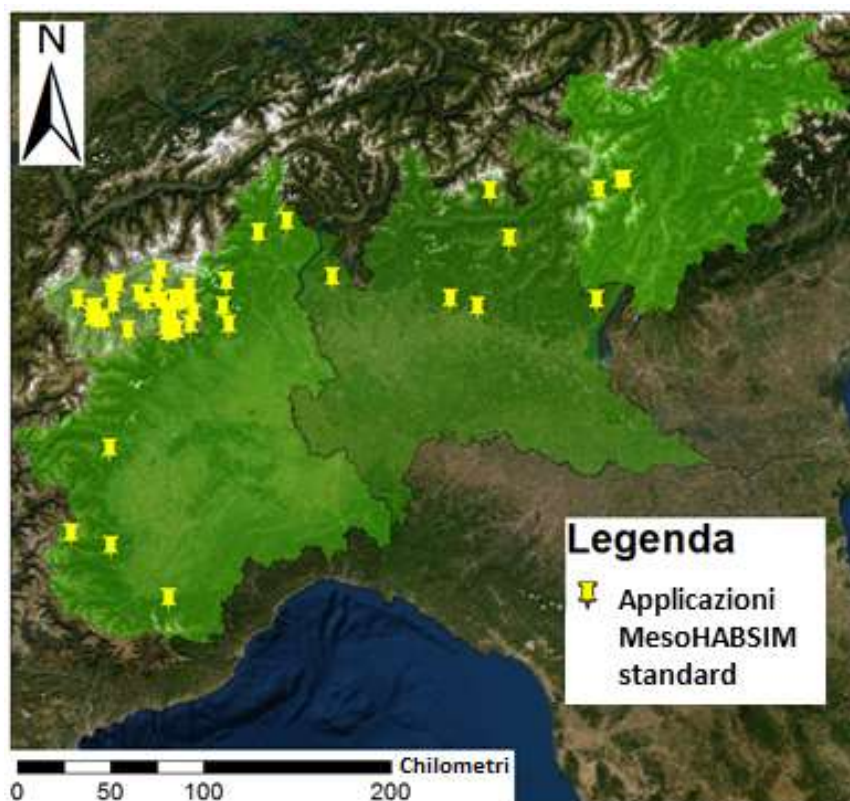 N
Legenda
Applicazioni
MesoHABSIM
standard
Chilometri
0 50 100 200